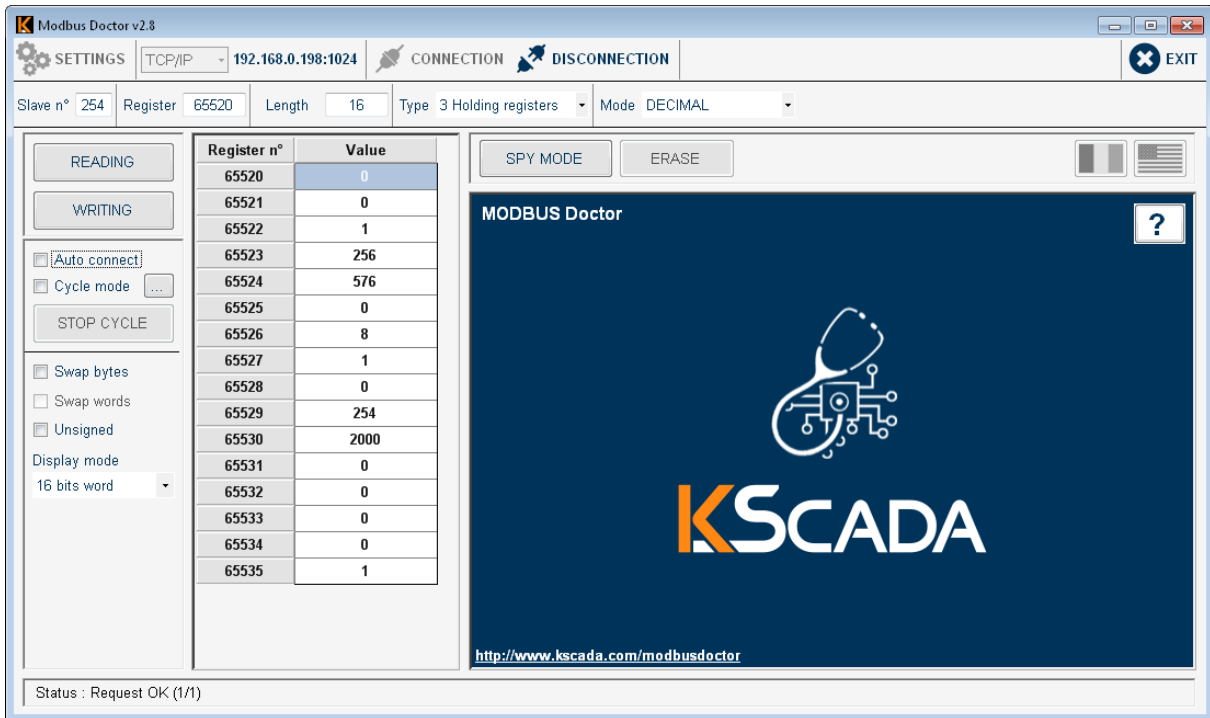 Modbus Doctor v2.8
SETTINGS TCP/IP 192.168.0.198:1024 CONNECTION DISCONNECTION EXIT
Slave n° 254 Register 65520 Length 16 Type 3 Holding registers Mode DECIMAL
READING
WRITING
Auto connect
Cycle mode ...
STOP CYCLE
Swap bytes
Swap words
Unsigned
Display mode
16 bits word
Register n° Value
65520 0
65521 0
65522 1
65523 256
65524 576
65525 0
65526 8
65527 1
65528 0
65529 254
65530 2000
65531 0
65532 0
65533 0
65534 0
65535 1
SPY MODE ERASE
MODBUS Doctor
?
KSCADA
http://www.kscada.com/modbusdoctor
Status : Request OK (1/1)